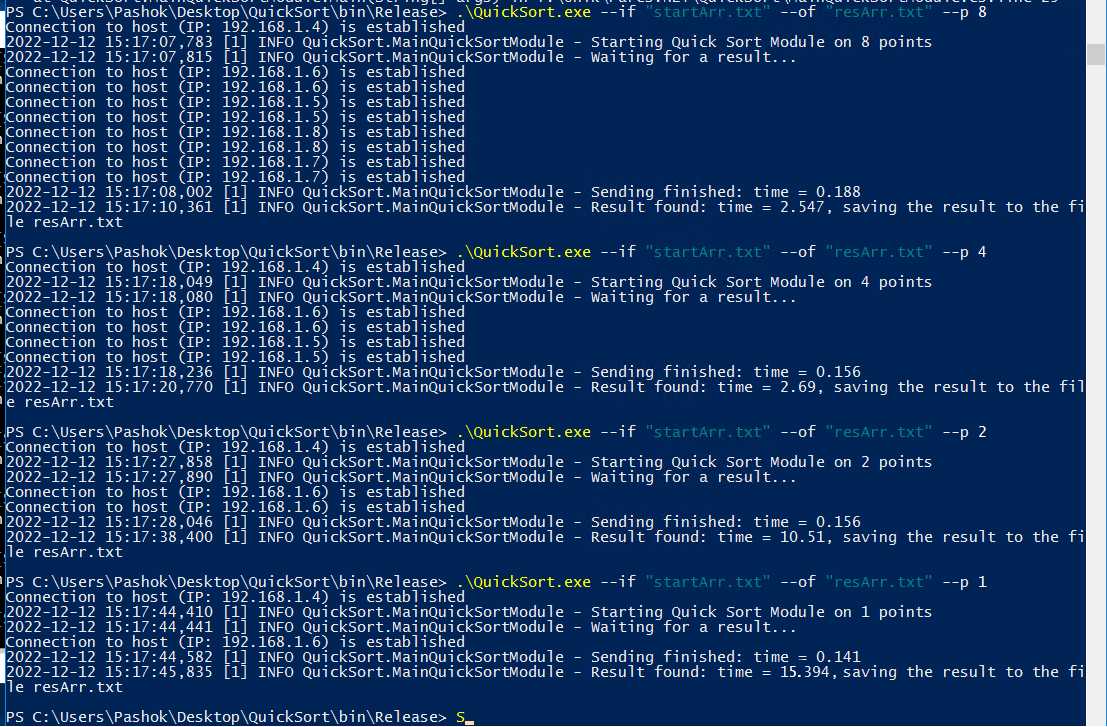 PS C:\Users\Pashok\Desktop\QuickSort\bin\Release> .\QuickSort.exe --if "startArr.txt" --of "resArr.txt" --p 8
Connection to host (IP: 192.168.1.4) is established
2022-12-12 15:17:07,783 [1] INFO QuickSort.MainQuickSortModule - Starting Quick Sort Module on 8 points
2022-12-12 15:17:07,815 [1] INFO QuickSort.MainQuickSortModule - Waiting for a result...
Connection to host (IP: 192.168.1.6) is established
Connection to host (IP: 192.168.1.6) is established
Connection to host (IP: 192.168.1.5) is established
Connection to host (IP: 192.168.1.5) is established
Connection to host (IP: 192.168.1.8) is established
Connection to host (IP: 192.168.1.8) is established
Connection to host (IP: 192.168.1.7) is established
Connection to host (IP: 192.168.1.7) is established
2022-12-12 15:17:08,002 [1] INFO QuickSort.MainQuickSortModule - Sending finished: time = 0.188
2022-12-12 15:17:10,361 [1] INFO QuickSort.MainQuickSortModule - Result found: time = 2.547, saving the result to the fi
le resArr.txt
PS C:\Users\Pashok\Desktop\QuickSort\bin\Release> .\QuickSort.exe --if "startArr.txt" --of "resArr.txt" --p 4
Connection to host (IP: 192.168.1.4) is established
2022-12-12 15:17:18,049 [1] INFO QuickSort.MainQuickSortModule - Starting Quick Sort Module on 4 points
2022-12-12 15:17:18,080 [1] INFO QuickSort.MainQuickSortModule - Waiting for a result...
Connection to host (IP: 192.168.1.6) is established
Connection to host (IP: 192.168.1.6) is established
Connection to host (IP: 192.168.1.5) is established
Connection to host (IP: 192.168.1.5) is established
2022-12-12 15:17:18,236 [1] INFO QuickSort.MainQuickSortModule - Sending finished: time = 0.156
2022-12-12 15:17:20,770 [1] INFO QuickSort.MainQuickSortModule - Result found: time = 2.69, saving the result to the fil
e resArr.txt
PS C:\Users\Pashok\Desktop\QuickSort\bin\Release> .\QuickSort.exe --if "startArr.txt" --of "resArr.txt" --p 2
Connection to host (IP: 192.168.1.4) is established
2022-12-12 15:17:27,858 [1] INFO QuickSort.MainQuickSortModule - Starting Quick Sort Module on 2 points
2022-12-12 15:17:27,890 [1] INFO QuickSort.MainQuickSortModule - Waiting for a result...
Connection to host (IP: 192.168.1.6) is established
Connection to host (IP: 192.168.1.6) is established
2022-12-12 15:17:28,046 [1] INFO QuickSort.MainQuickSortModule - Sending finished: time = 0.156
2022-12-12 15:17:38,400 [1] INFO QuickSort.MainQuickSortModule - Result found: time = 10.51, saving the result to the fi
le resArr.txt
PS C:\Users\Pashok\Desktop\QuickSort\bin\Release> .\QuickSort.exe --if "startArr.txt" --of "resArr.txt" --p 1
Connection to host (IP: 192.168.1.4) is established
2022-12-12 15:17:44,410 [1] INFO QuickSort.MainQuickSortModule - Starting Quick Sort Module on 1 points
2022-12-12 15:17:44,441 [1] INFO QuickSort.MainQuickSortModule - Waiting for a result...
Connection to host (IP: 192.168.1.6) is established
2022-12-12 15:17:44,582 [1] INFO QuickSort.MainQuickSortModule - Sending finished: time = 0.141
2022-12-12 15:17:45,835 [1] INFO QuickSort.MainQuickSortModule - Result found: time = 15.394, saving the result to the fi
le resArr.txt
PS C:\Users\Pashok\Desktop\QuickSort\bin\Release> S